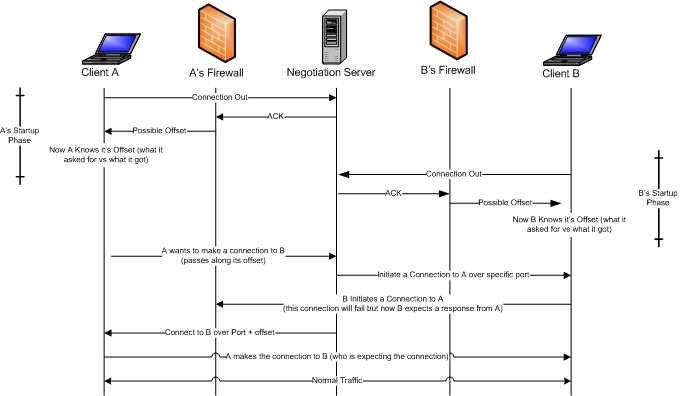 Client A
A's Firewall
Negotiation Server
B's Firewall
Client B
A's Startup
Phase
Connection Out
ACK
Possible Offset
Now A Knows it's Offset (what it
asked for vs what it got)
Connection Out
ACK
Possible Offset
B's Startup
Phase
Now B Knows it's Offset (what it
asked for vs what it got)
A wants to make a connection to B
(passes along its offset)
Initiate a Connection to A over specific port
B Initiates a Connection to A
(this connection will fail but now B expects a response from A)
Connect to B over Port + offset
A makes the connection to B (who is expecting the connection)
Normal Traffic